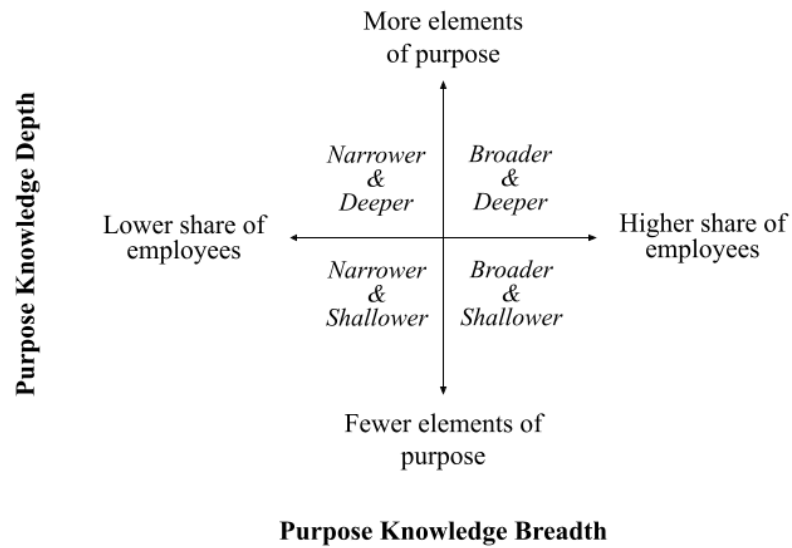 More elements
of purpose
Purpose Knowledge Depth
Narrower
&
Deeper
Broader
&
Deeper
Lower share of
employees
Higher share of
employees
Narrower
&
Shallower
Broader
&
Shallower
Fewer elements of
purpose
Purpose Knowledge Breadth